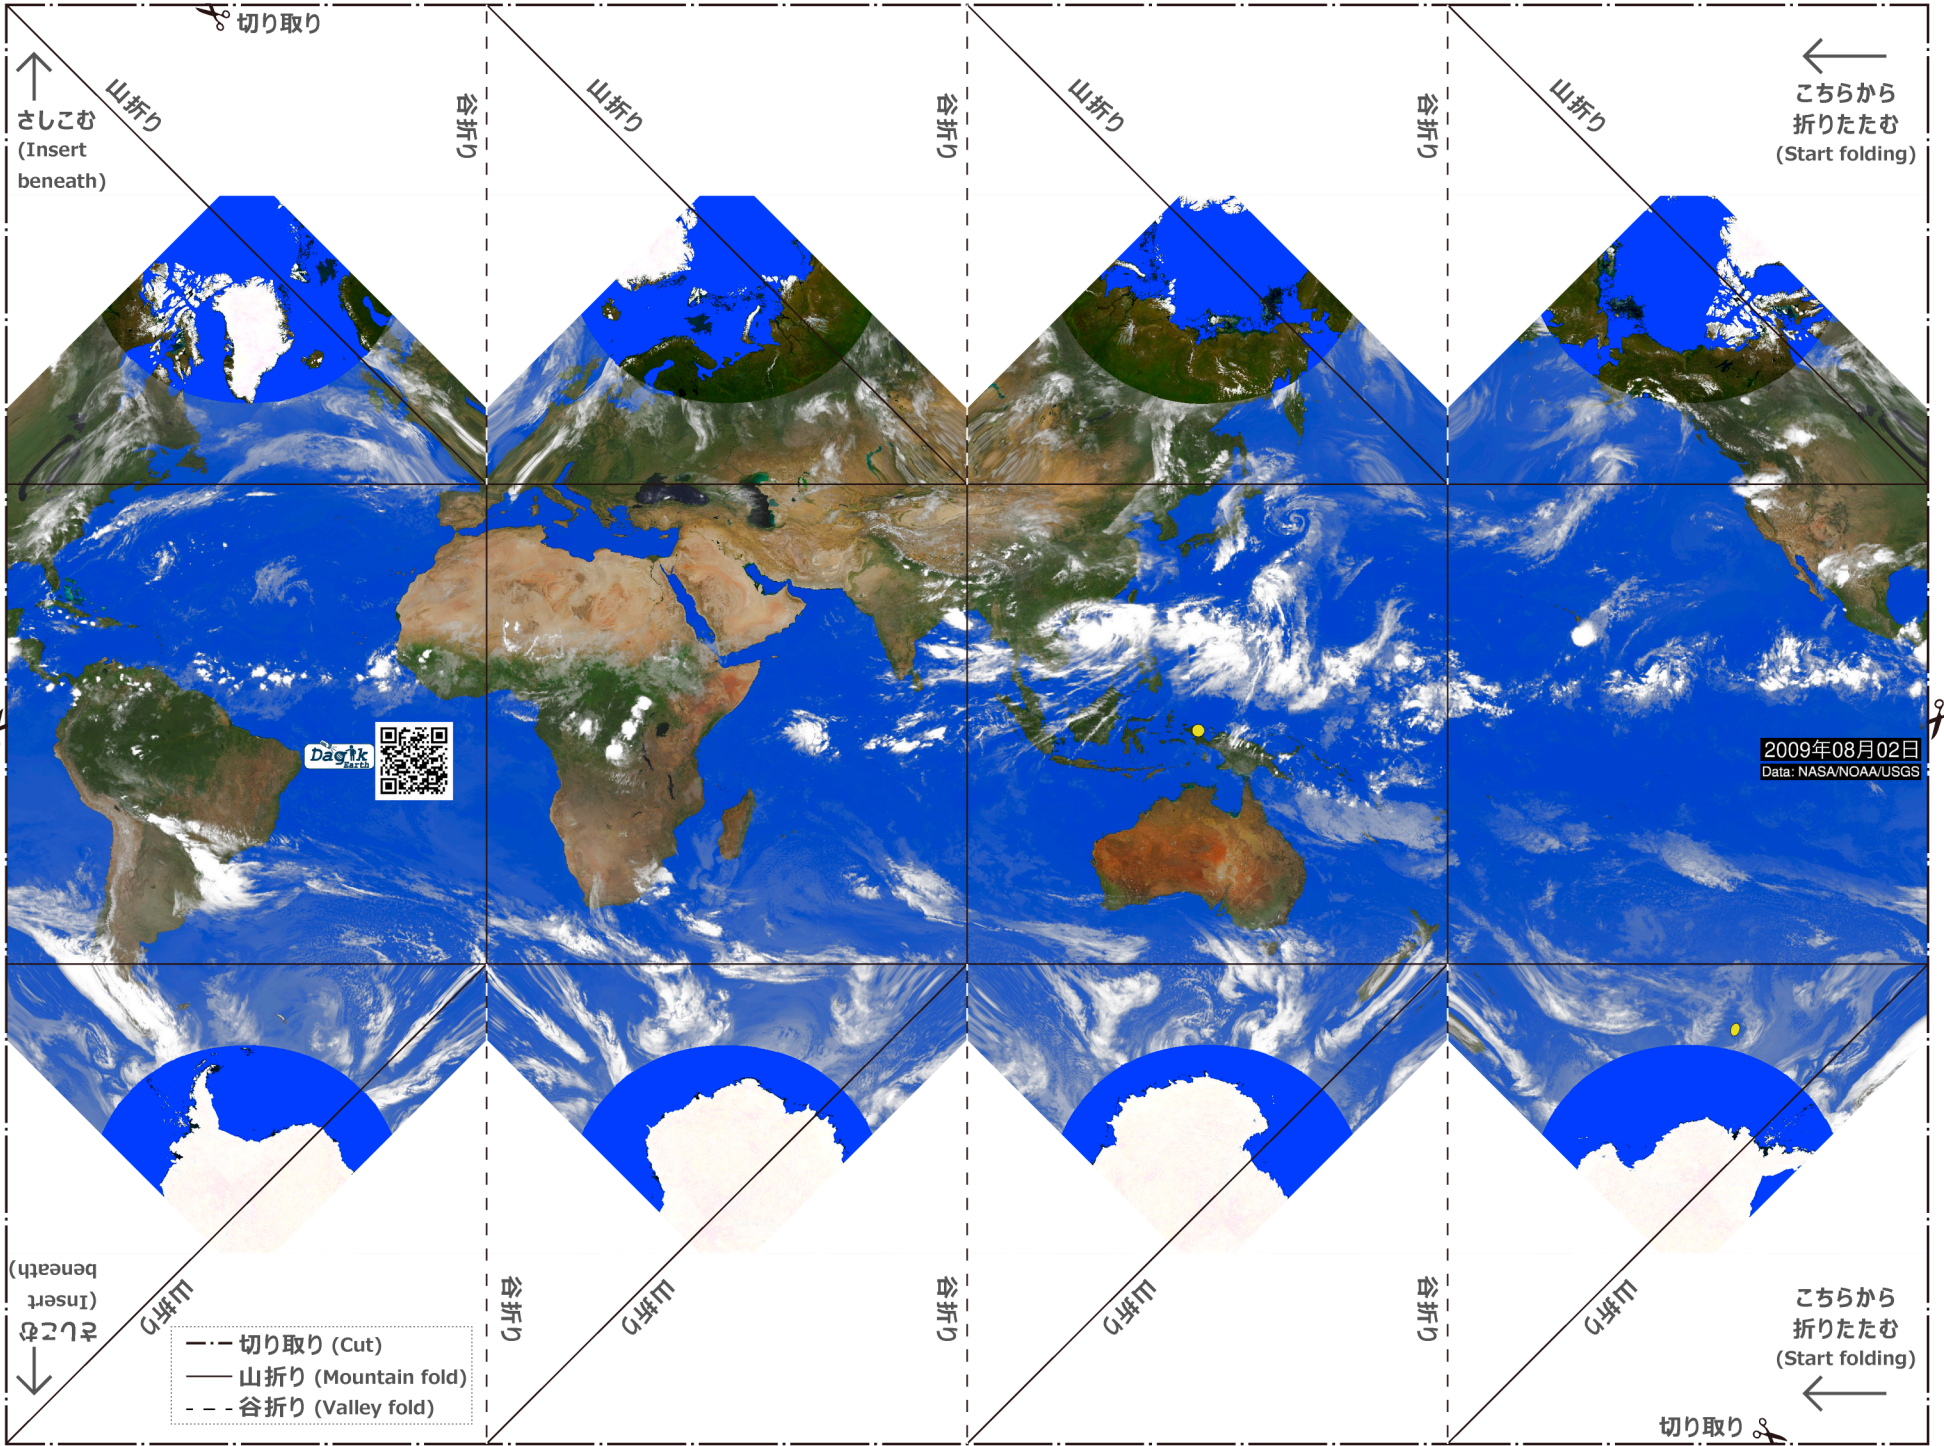 切り取り
山折り
谷折り
山折り
谷折り
山折り
谷折り
山折り
さしこむ
(Insert
beneath)
こちらから
折りたたむ
(Start folding)
Dagik
Earth
2009年08月02日
Data: NASA/NOAA/USGS
さしこむ
(Insert
beneath)
山折り
谷折り
山折り
谷折り
山折り
谷折り
山折り
こちらから
折りたたむ
(Start folding)
切り取り (Cut)
山折り (Mountain fold)
谷折り (Valley fold)
切り取り